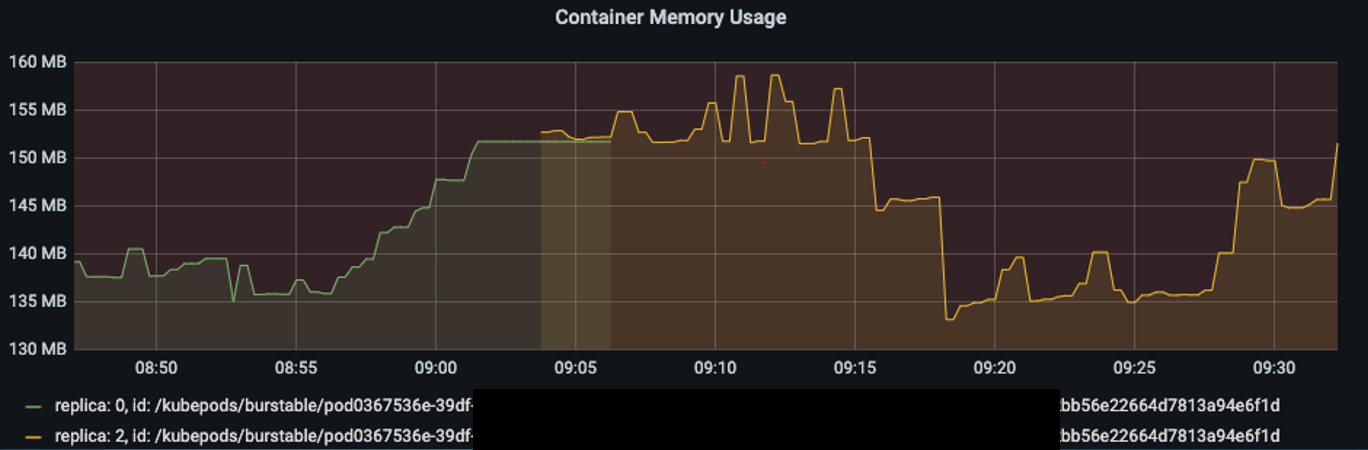 Container Memory Usage
160 MB
155 MB
150 MB
145 MB
140 MB
135 MB
130 MB
08:50 08:55 09:00 09:05 09:10 09:15 09:20 09:25 09:30
replica: 0, id: /kubepods/burstable/pod0367536e-39df- bb56e22664d7813a94e6f1d
replica: 2, id: /kubepods/burstable/pod0367536e-39df- bb56e22664d7813a94e6f1d